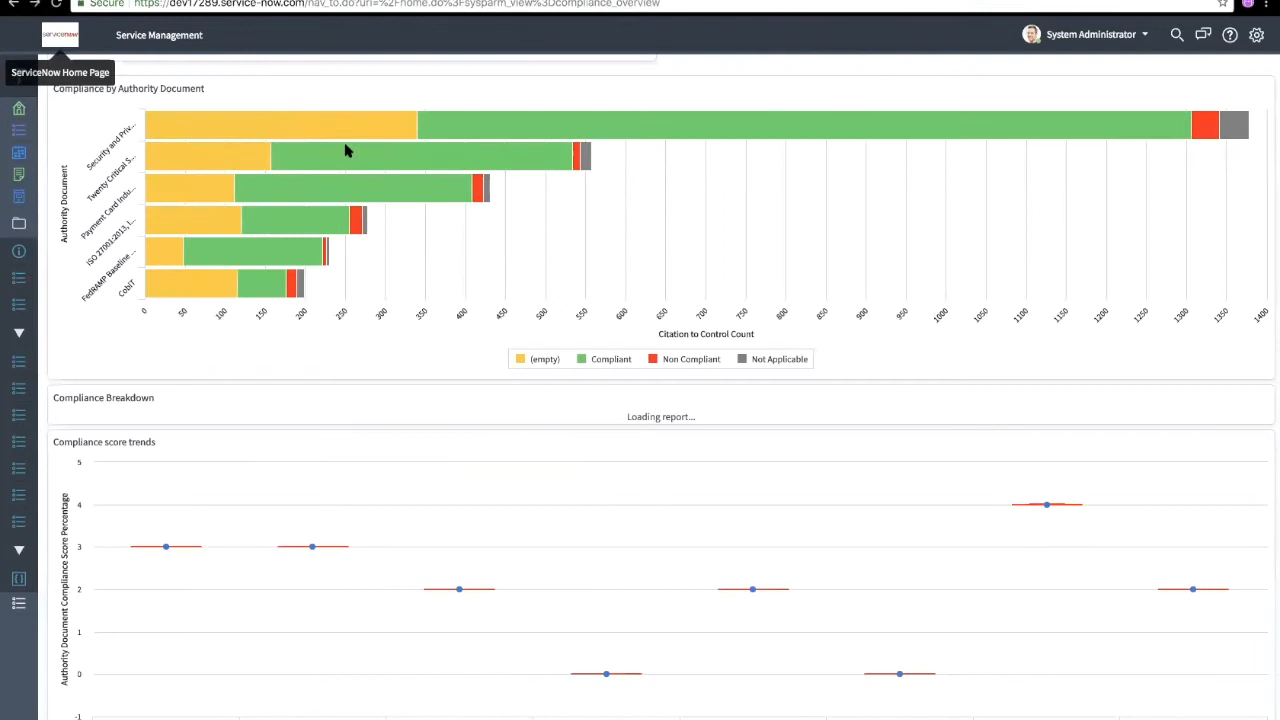 Secure
https://dev17289.service-now.com/nav_to.do?uri=%2Fhome.do%3Fsysparm_view%3Dcompliance_overview
servicenow
Service Management
System Administrator
ServiceNow Home Page
Compliance by Authority Document
Authority Document
Security and Priv...
Twenty Critical S...
Payment Card Indu...
ISO 27001:2013, I...
FedRAMP Baseline ...
CobIT
0 50 100 150 200 250 300 350 400 450 500 550 600 650 700 750 800 850 900 950 1000 1050 1100 1150 1200 1250 1300 1350 1400
Citation to Control Count
(empty) Compliant Non Compliant Not Applicable
Compliance Breakdown
Loading report...
Compliance score trends
Authority Document Compliance Score Percentage
5
4
3
2
1
0
-1